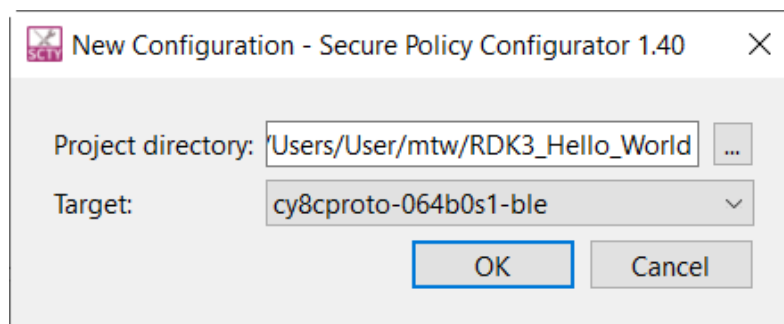 SCTY New Configuration - Secure Policy Configurator 1.40
Project directory: /Users/User/mtw/RDK3_Hello_World ...
Target: cy8cproto-064b0s1-ble
OK Cancel